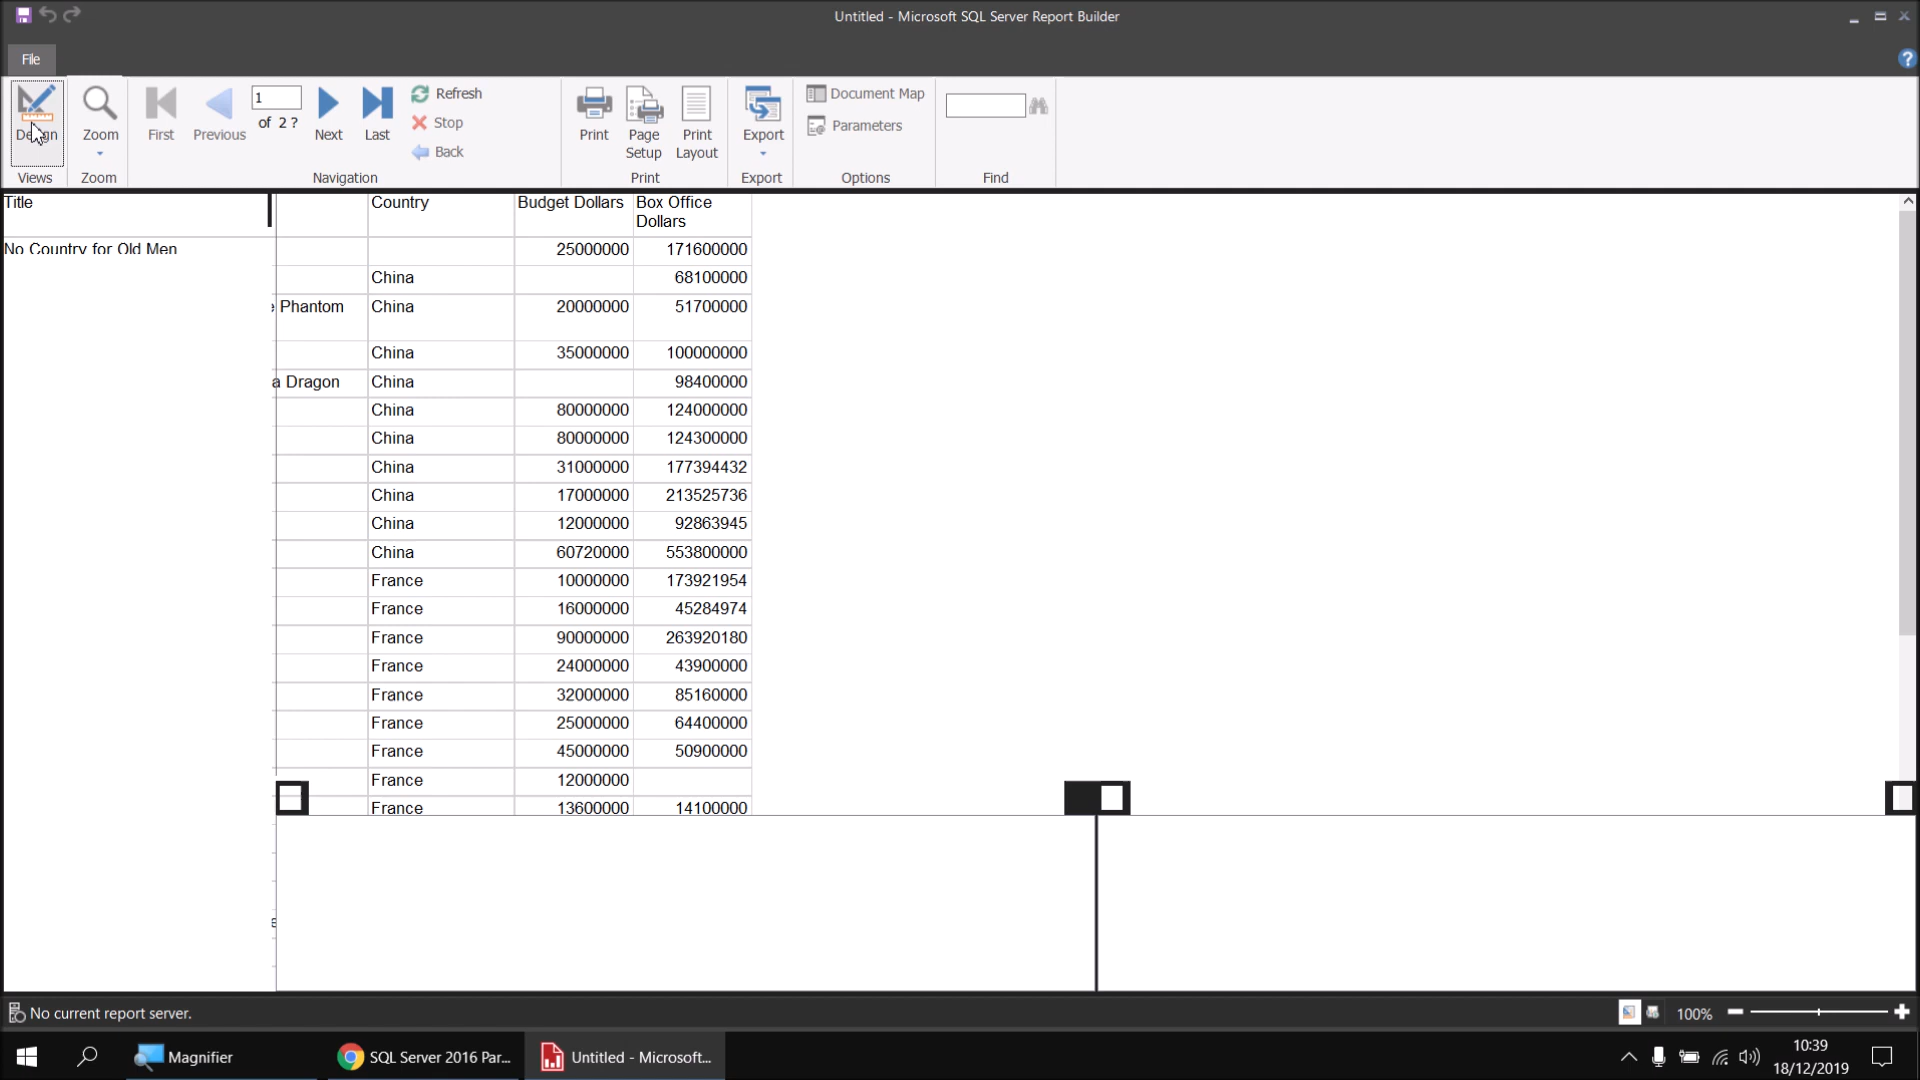 Untitled - Microsoft SQL Server Report Builder
File
Design
Views
Zoom
Zoom
First
Previous
1
of 2 ?
Next
Last
Refresh
Stop
Back
Navigation
Print
Page
Setup
Print
Layout
Print
Export
Export
Document Map
Parameters
Options
Find
Title Country Budget Dollars Box Office
Dollars
No Country for Old Men 25000000 171600000
China 68100000
Phantom China 20000000 51700000
China 35000000 100000000
a Dragon China 98400000
China 80000000 124000000
China 80000000 124300000
China 31000000 177394432
China 17000000 213525736
China 12000000 92863945
China 60720000 553800000
France 10000000 173921954
France 16000000 45284974
France 90000000 263920180
France 24000000 43900000
France 32000000 85160000
France 25000000 64400000
France 45000000 50900000
France 12000000
France 13600000 14100000
No current report server.
100%
Magnifier
SQL Server 2016 Par...
Untitled - Microsoft...
10:39
18/12/2019